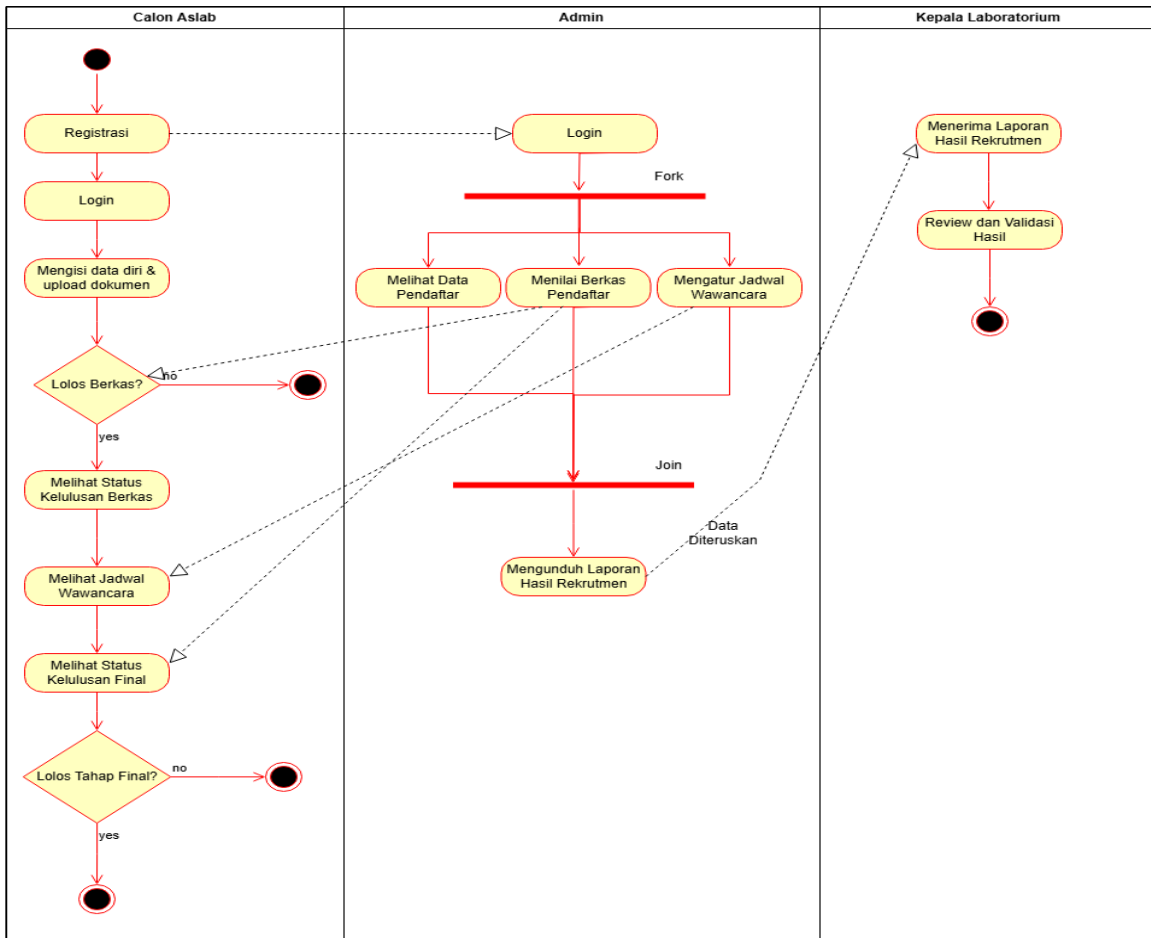 Calon Aslab
Admin
Kepala Laboratorium
Registrasi
Login
Mengisi data diri &
upload dokumen
Lolos Berkas?
no
yes
Melihat Status
Kelulusan Berkas
Melihat Jadwal
Wawancara
Melihat Status
Kelulusan Final
Lolos Tahap Final?
no
yes
Login
Fork
Melihat Data
Pendaftar
Menilai Berkas
Pendaftar
Mengatur Jadwal
Wawancara
Join
Mengunduh Laporan
Hasil Rekrutmen
Data
Diteruskan
Menerima Laporan
Hasil Rekrutmen
Review dan Validasi
Hasil